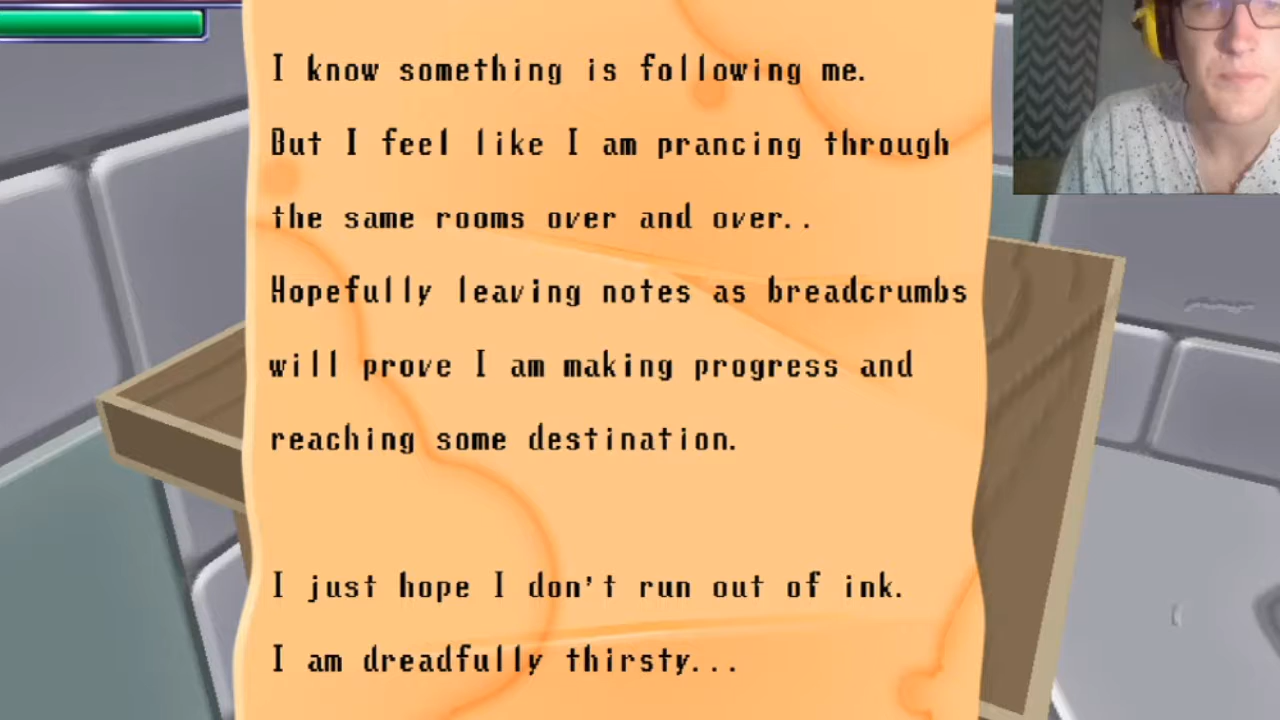 I know something is following me.
But I feel like I am prancing through
the same rooms over and over..
Hopefully leaving notes as breadcrumbs
will prove I am making progress and
reaching some destination.
I just hope I don't run out of ink.
I am dreadfully thirsty...